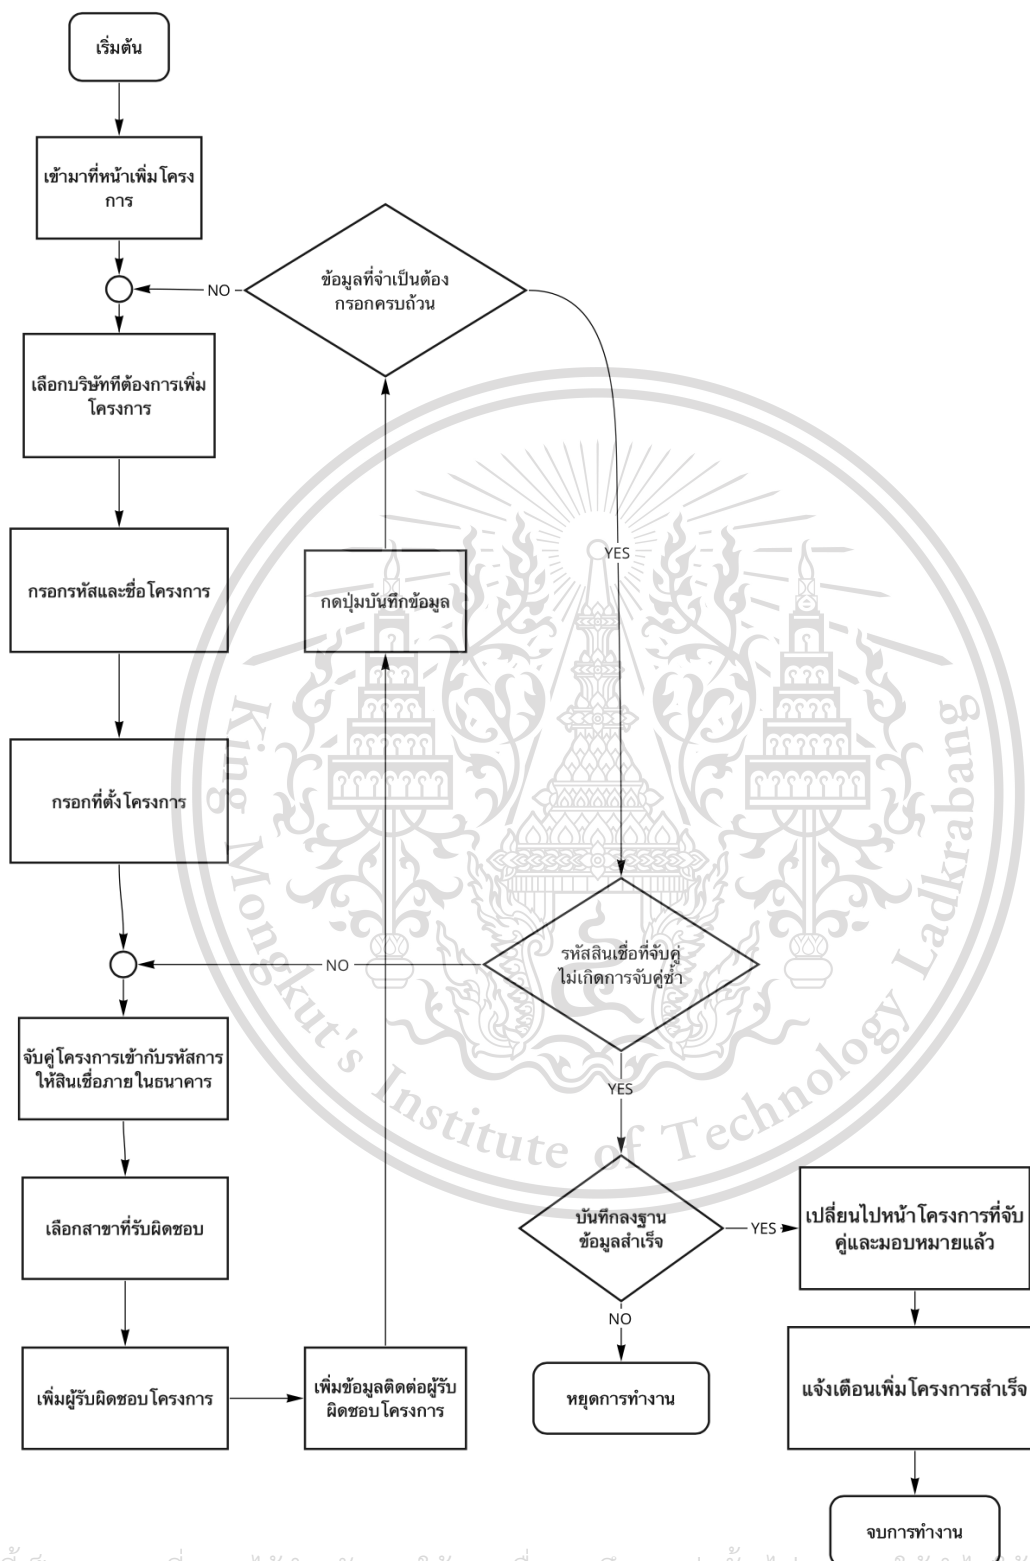 เริ่มต้น
เข้ามาที่หน้าเพิ่มโครง
การ
ข้อมูลที่จำเป็นต้อง
กรอกครบถ้วน
NO
เลือกบริษัททีต้องการเพิ่ม
โครงการ
YES
กรอกรหัสและชื่อโครงการ
กดปุ่มบันทึกข้อมูล
กรอกที่ตั้งโครงการ
รหัสสินเชื่อที่จับคู่
ไม่เกิดการจับคู่ซ้ำ
NO
จับคู่โครงการเข้ากับรหัสการ
ให้สินเชื่อภายในธนาคาร
YES
เลือกสาขาที่รับผิดชอบ
บันทึกลงฐาน
ข้อมูลสำเร็จ
YES
เปลี่ยนไปหน้าโครงการที่จับ
คู่และมอบหมายแล้ว
NO
เพิ่มผู้รับผิดชอบโครงการ
เพิ่มข้อมูลติดต่อผู้รับ
ผิดชอบโครงการ
หยุดการทำงาน
แจ้งเตือนเพิ่มโครงการสำเร็จ
จบการทำงาน
King Mongkut's Institute of Technology Ladkrabang